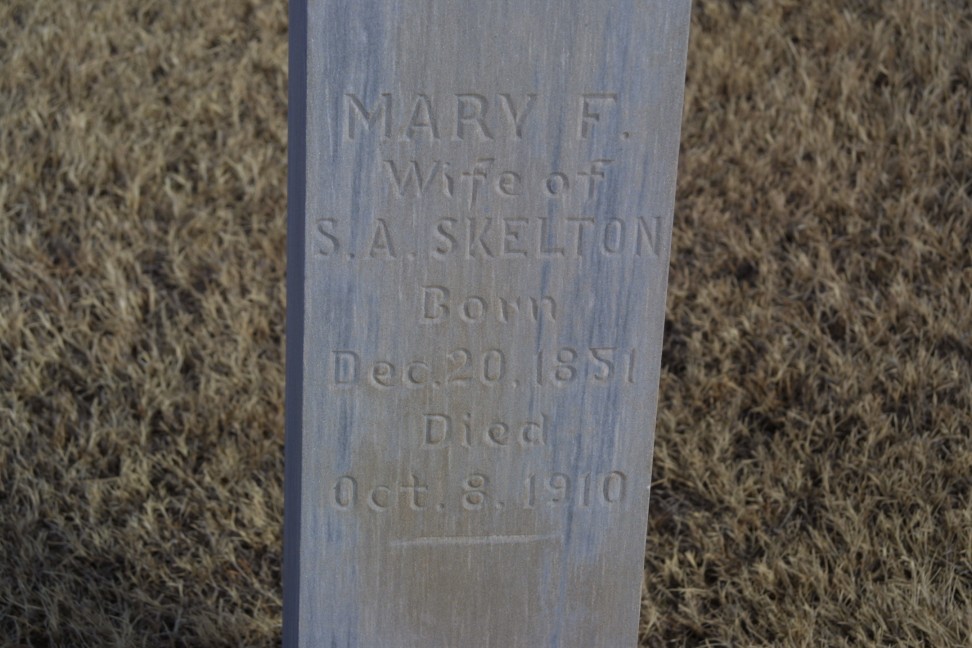 MARY F.
Wife of
S. A. SKELTON
Born
Dec. 20. 1851
Died
Oct. 8. 1910